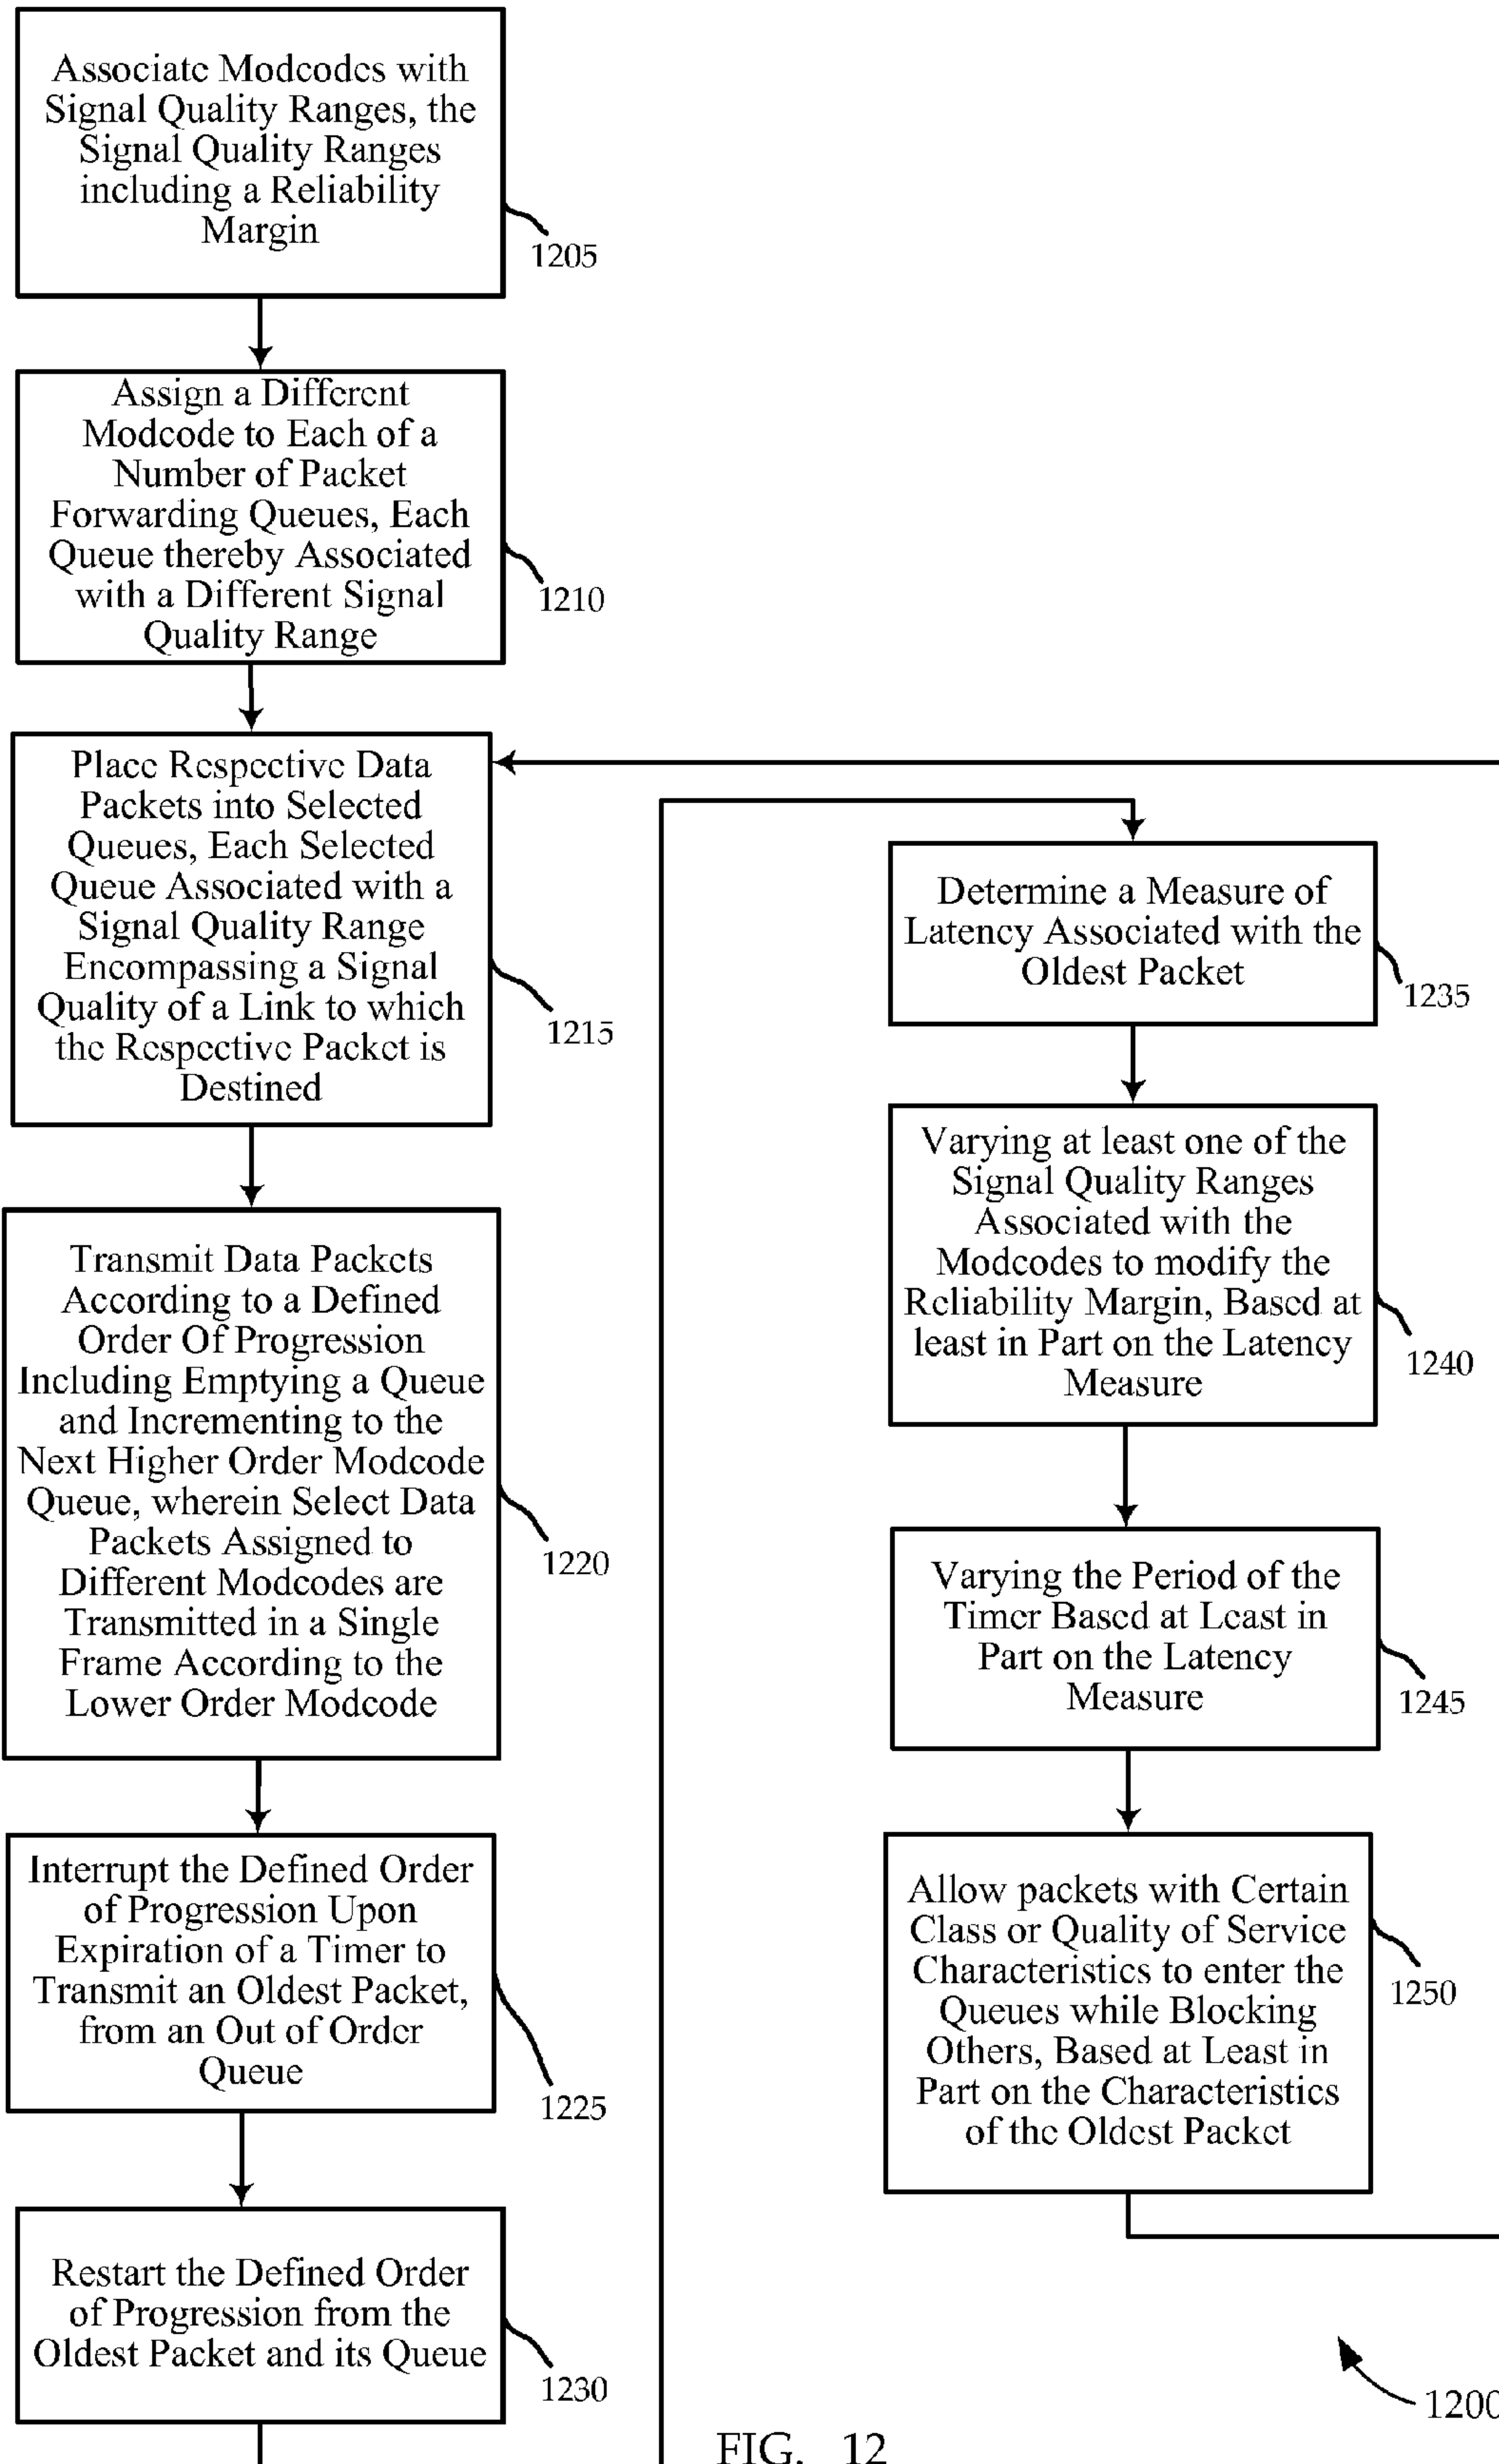 Associate Modcodes with
Signal Quality Ranges, the
Signal Quality Ranges
including a Reliability
Margin
1205
Assign a Different
Modcode to Each of a
Number of Packet
Forwarding Queues, Each
Queue thereby Associated
with a Different Signal
Quality Range
1210
Place Respective Data
Packets into Selected
Queues, Each Selected
Queue Associated with a
Signal Quality Range
Encompassing a Signal
Quality of a Link to which
the Respective Packet is
Destined
1215
Transmit Data Packets
According to a Defined
Order Of Progression
Including Emptying a Queue
and Incrementing to the
Next Higher Order Modcode
Queue, wherein Select Data
Packets Assigned to
Different Modcodes are
Transmitted in a Single
Frame According to the
Lower Order Modcode
1220
Interrupt the Defined Order
of Progression Upon
Expiration of a Timer to
Transmit an Oldest Packet,
from an Out of Order
Queue
1225
Restart the Defined Order
of Progression from the
Oldest Packet and its Queue
1230
Determine a Measure of
Latency Associated with the
Oldest Packet
1235
Varying at least one of the
Signal Quality Ranges
Associated with the
Modcodes to modify the
Reliability Margin, Based at
least in Part on the Latency
Measure
1240
Varying the Period of the
Timer Based at Least in
Part on the Latency
Measure
1245
Allow packets with Certain
Class or Quality of Service
Characteristics to enter the
Queues while Blocking
Others, Based at Least in
Part on the Characteristics
of the Oldest Packet
1250
1200
FIG. 12